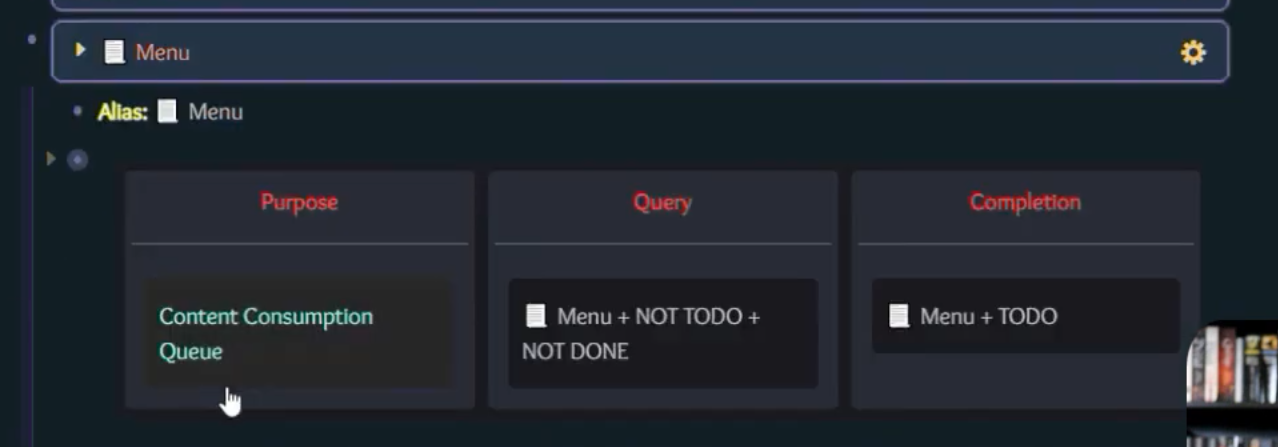 📃 Menu
Alias: 📃 Menu
Purpose
Query
Completion
Content Consumption
Queue
📃 Menu + NOT TODO +
NOT DONE
📃 Menu + TODO